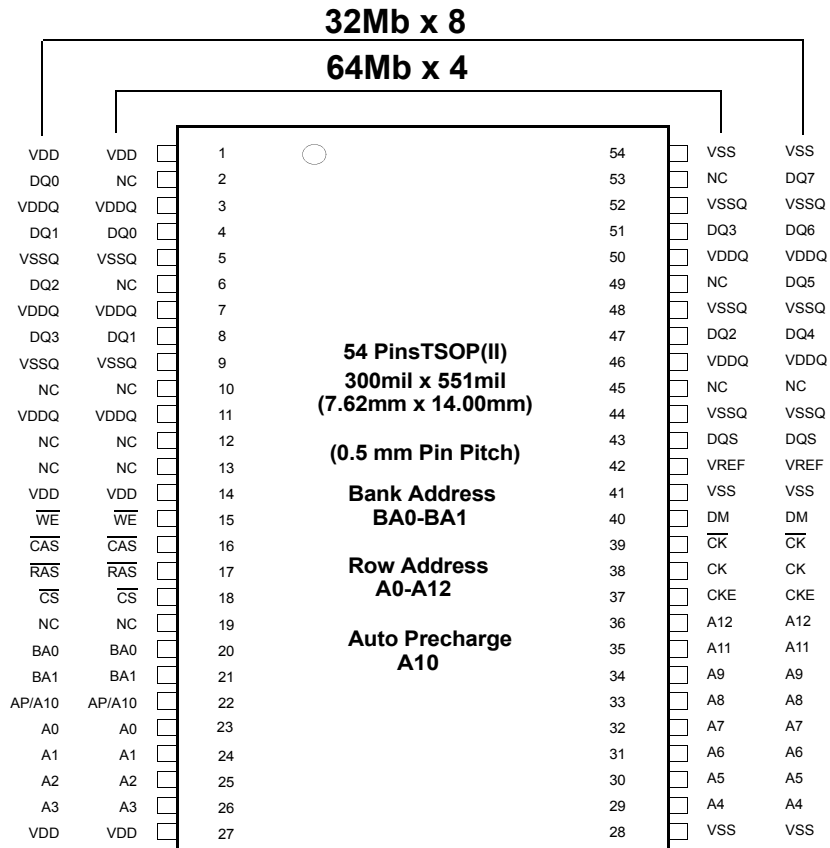 32Mb x 8
64Mb x 4
VDD VDD 1 54 VSS VSS
DQ0 NC 2 53 NC DQ7
VDDQ VDDQ 3 52 VSSQ VSSQ
DQ1 DQ0 4 51 DQ3 DQ6
VSSQ VSSQ 5 50 VDDQ VDDQ
DQ2 NC 6 49 NC DQ5
VDDQ VDDQ 7 48 VSSQ VSSQ
DQ3 DQ1 8 47 DQ2 DQ4
54 PinsTSOP(II)
VSSQ VSSQ 9 46 VDDQ VDDQ
300mil x 551mil
NC NC 10 45 NC NC
(7.62mm x 14.00mm)
VDDQ VDDQ 11 44 VSSQ VSSQ
NC NC 12 43 DQS DQS
(0.5 mm Pin Pitch)
NC NC 13 42 VREF VREF
VDD VDD 14 41 VSS VSS
Bank Address
WE WE 15 40 DM DM
BA0-BA1
CAS CAS 16 39 CK CK
RAS RAS 17 38 CK CK
Row Address
CS CS 18 37 CKE CKE
A0-A12
NC NC 19 36 A12 A12
BA0 BA0 20 35 A11 A11
Auto Precharge
BA1 BA1 21 34 A9 A9
A10
AP/A10 AP/A10 22 33 A8 A8
A0 A0 23 32 A7 A7
A1 A1 24 31 A6 A6
A2 A2 25 30 A5 A5
A3 A3 26 29 A4 A4
VDD VDD 27 28 VSS VSS